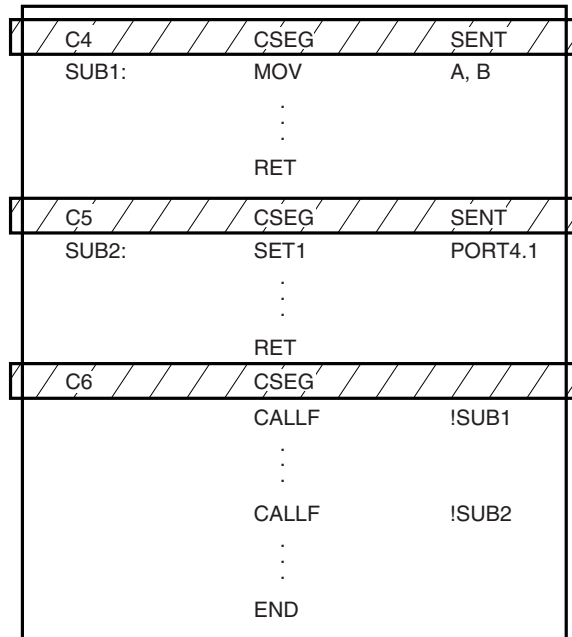 C4 CSEG SENT
SUB1: MOV A, B
.
.
.
RET
C5 CSEG SENT
SUB2: SET1 PORT4.1
.
.
.
RET
C6 CSEG
CALLF !SUB1
.
.
.
CALLF !SUB2
.
.
.
END